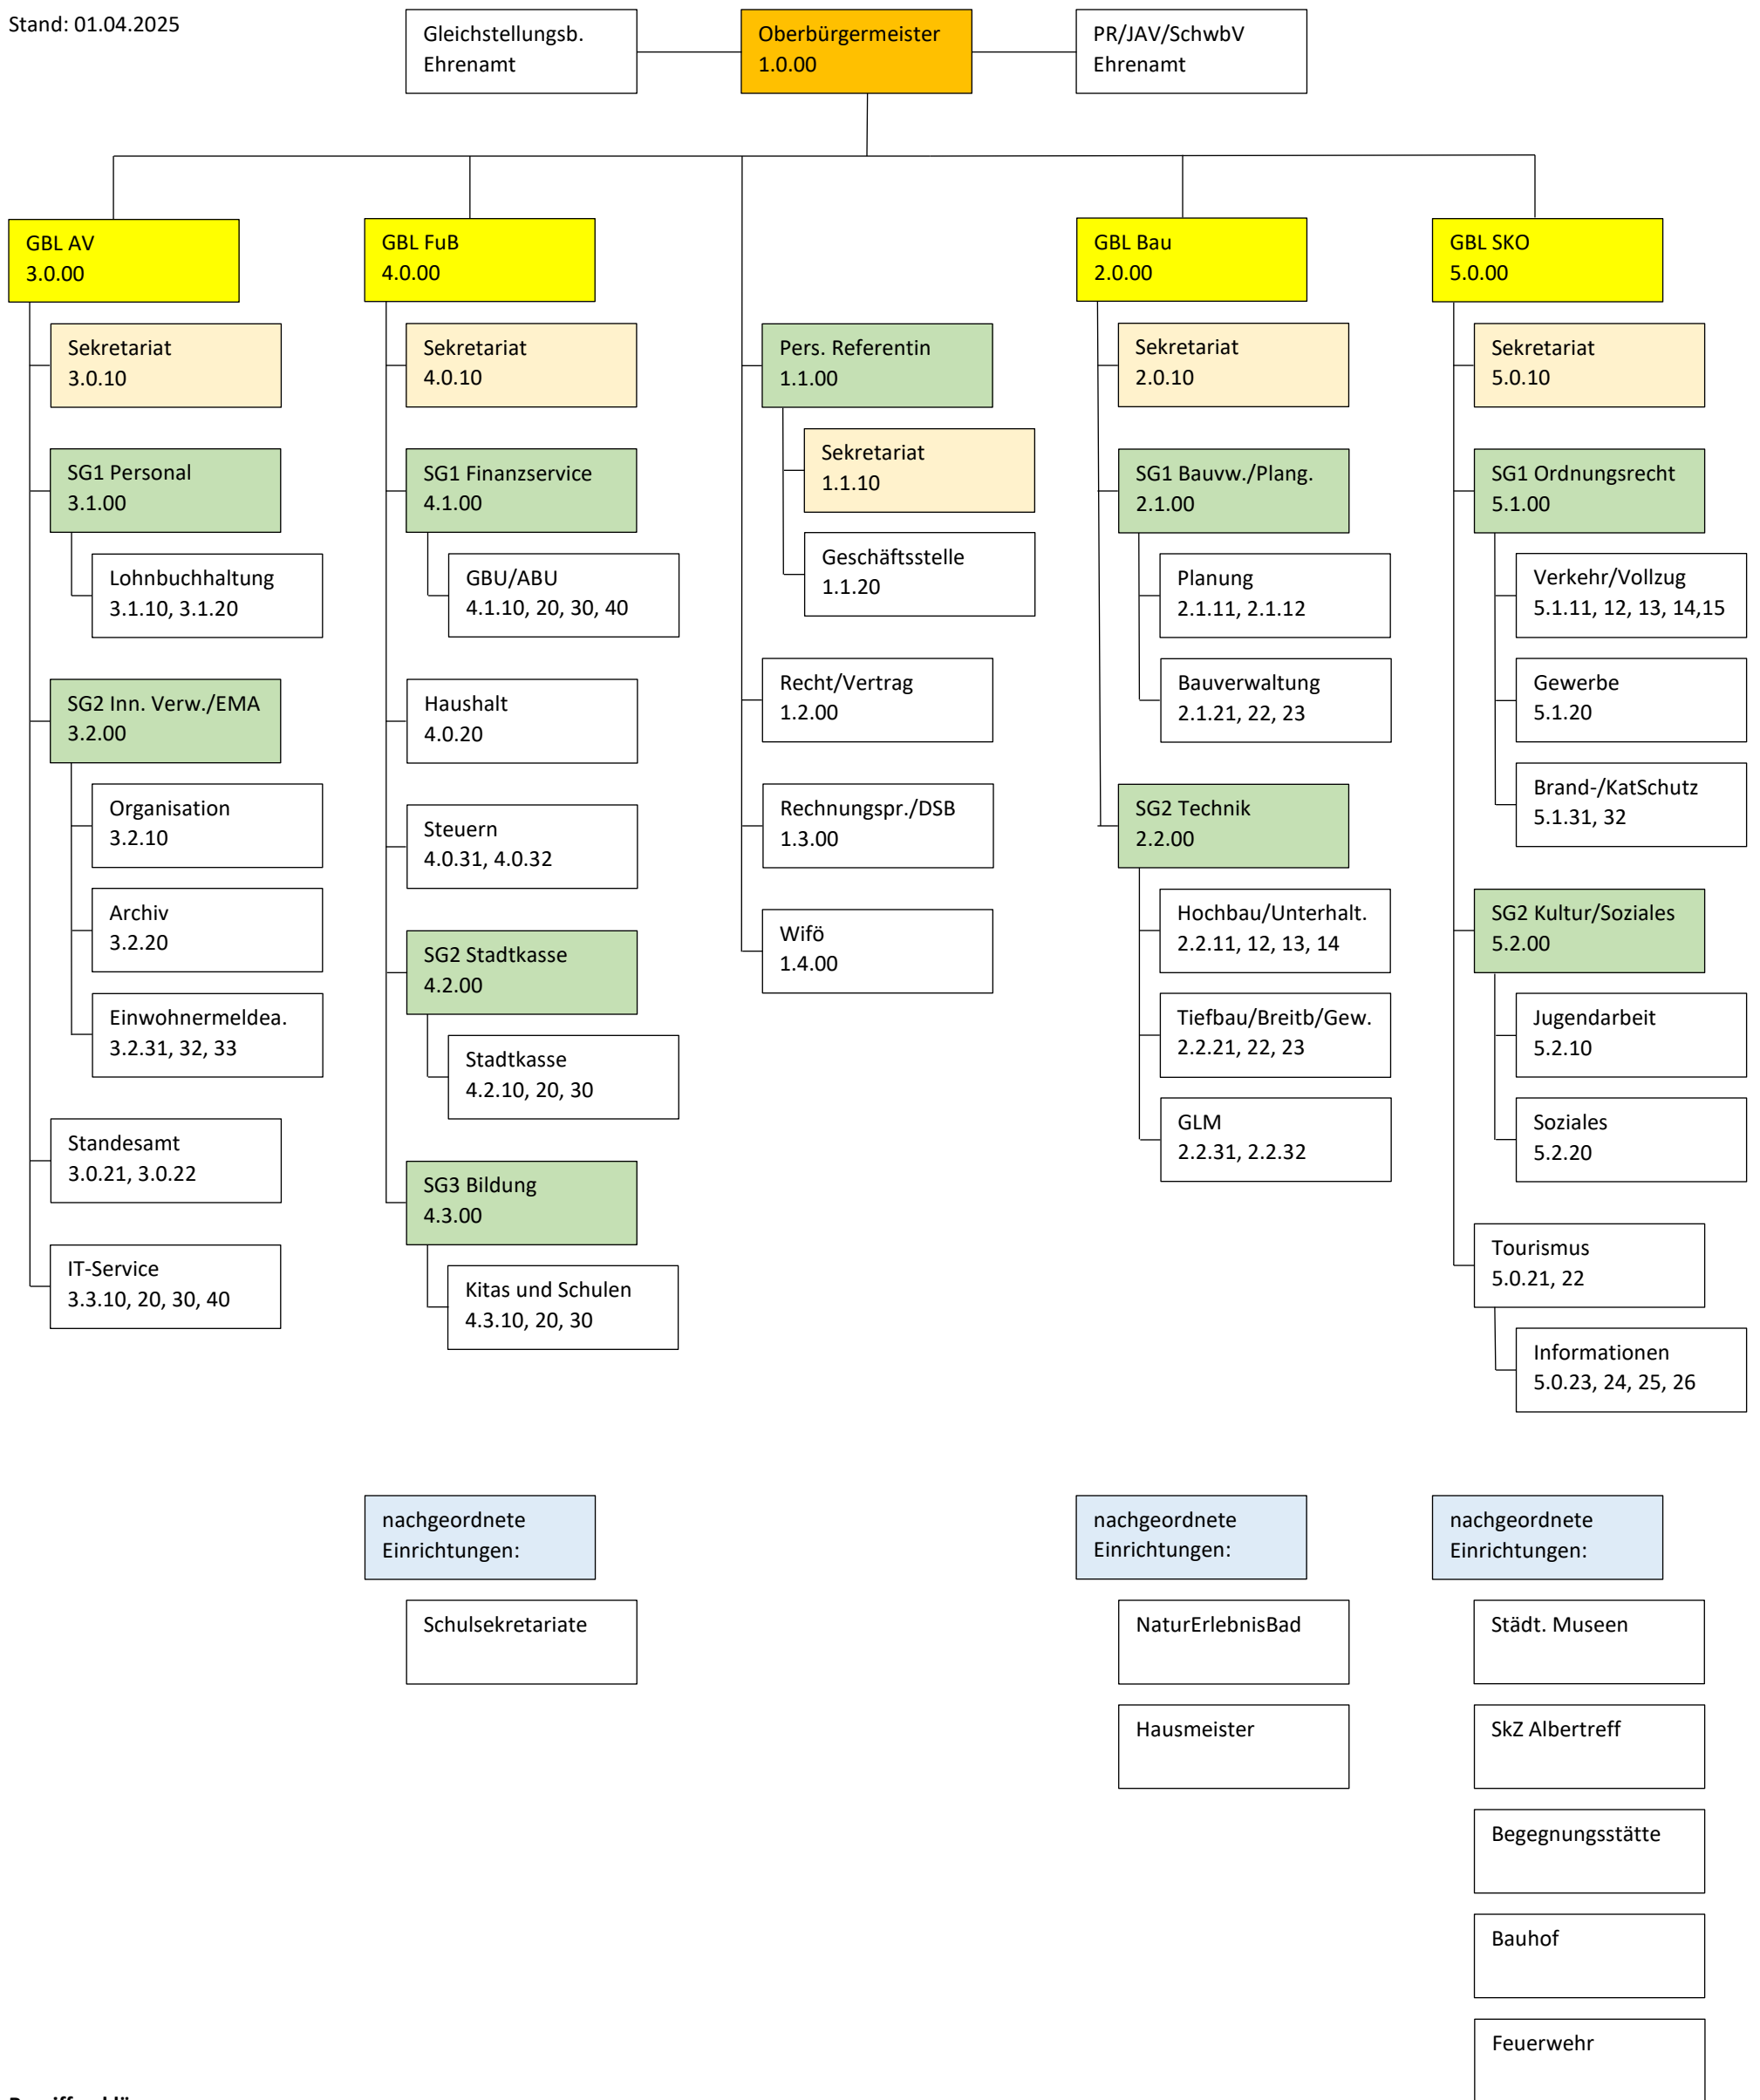 Stand: 01.04.2025
Gleichstellungsb.
Ehrenamt
Oberbürgermeister
1.0.00
PR/JAV/SchwbV
Ehrenamt
GBL AV
3.0.00
Sekretariat
3.0.10
SG1 Personal
3.1.00
Lohnbuchhaltung
3.1.10, 3.1.20
SG2 Inn. Verw./EMA
3.2.00
Organisation
3.2.10
Archiv
3.2.20
Einwohnermeldea.
3.2.31, 32, 33
Standesamt
3.0.21, 3.0.22
IT-Service
3.3.10, 20, 30, 40
GBL FuB
4.0.00
Sekretariat
4.0.10
SG1 Finanzservice
4.1.00
GBU/ABU
4.1.10, 20, 30, 40
Haushalt
4.0.20
Steuern
4.0.31, 4.0.32
SG2 Stadtkasse
4.2.00
Stadtkasse
4.2.10, 20, 30
SG3 Bildung
4.3.00
Kitas und Schulen
4.3.10, 20, 30
Pers. Referentin
1.1.00
Sekretariat
1.1.10
Geschäftsstelle
1.1.20
Recht/Vertrag
1.2.00
Rechnungspr./DSB
1.3.00
Wifö
1.4.00
GBL Bau
2.0.00
Sekretariat
2.0.10
SG1 Bauvw./Plang.
2.1.00
Planung
2.1.11, 2.1.12
Bauverwaltung
2.1.21, 22, 23
SG2 Technik
2.2.00
Hochbau/Unterhalt.
2.2.11, 12, 13, 14
Tiefbau/Breitb/Gew.
2.2.21, 22, 23
GLM
2.2.31, 2.2.32
GBL SKO
5.0.00
Sekretariat
5.0.10
SG1 Ordnungsrecht
5.1.00
Verkehr/Vollzug
5.1.11, 12, 13, 14,15
Gewerbe
5.1.20
Brand-/KatSchutz
5.1.31, 32
SG2 Kultur/Soziales
5.2.00
Jugendarbeit
5.2.10
Soziales
5.2.20
Tourismus
5.0.21, 22
Informationen
5.0.23, 24, 25, 26
nachgeordnete
Einrichtungen:
Schulsekretariate
nachgeordnete
Einrichtungen:
NaturErlebnisBad
Hausmeister
nachgeordnete
Einrichtungen:
Städt. Museen
SkZ Albertreff
Begegnungsstätte
Bauhof
Feuerwehr